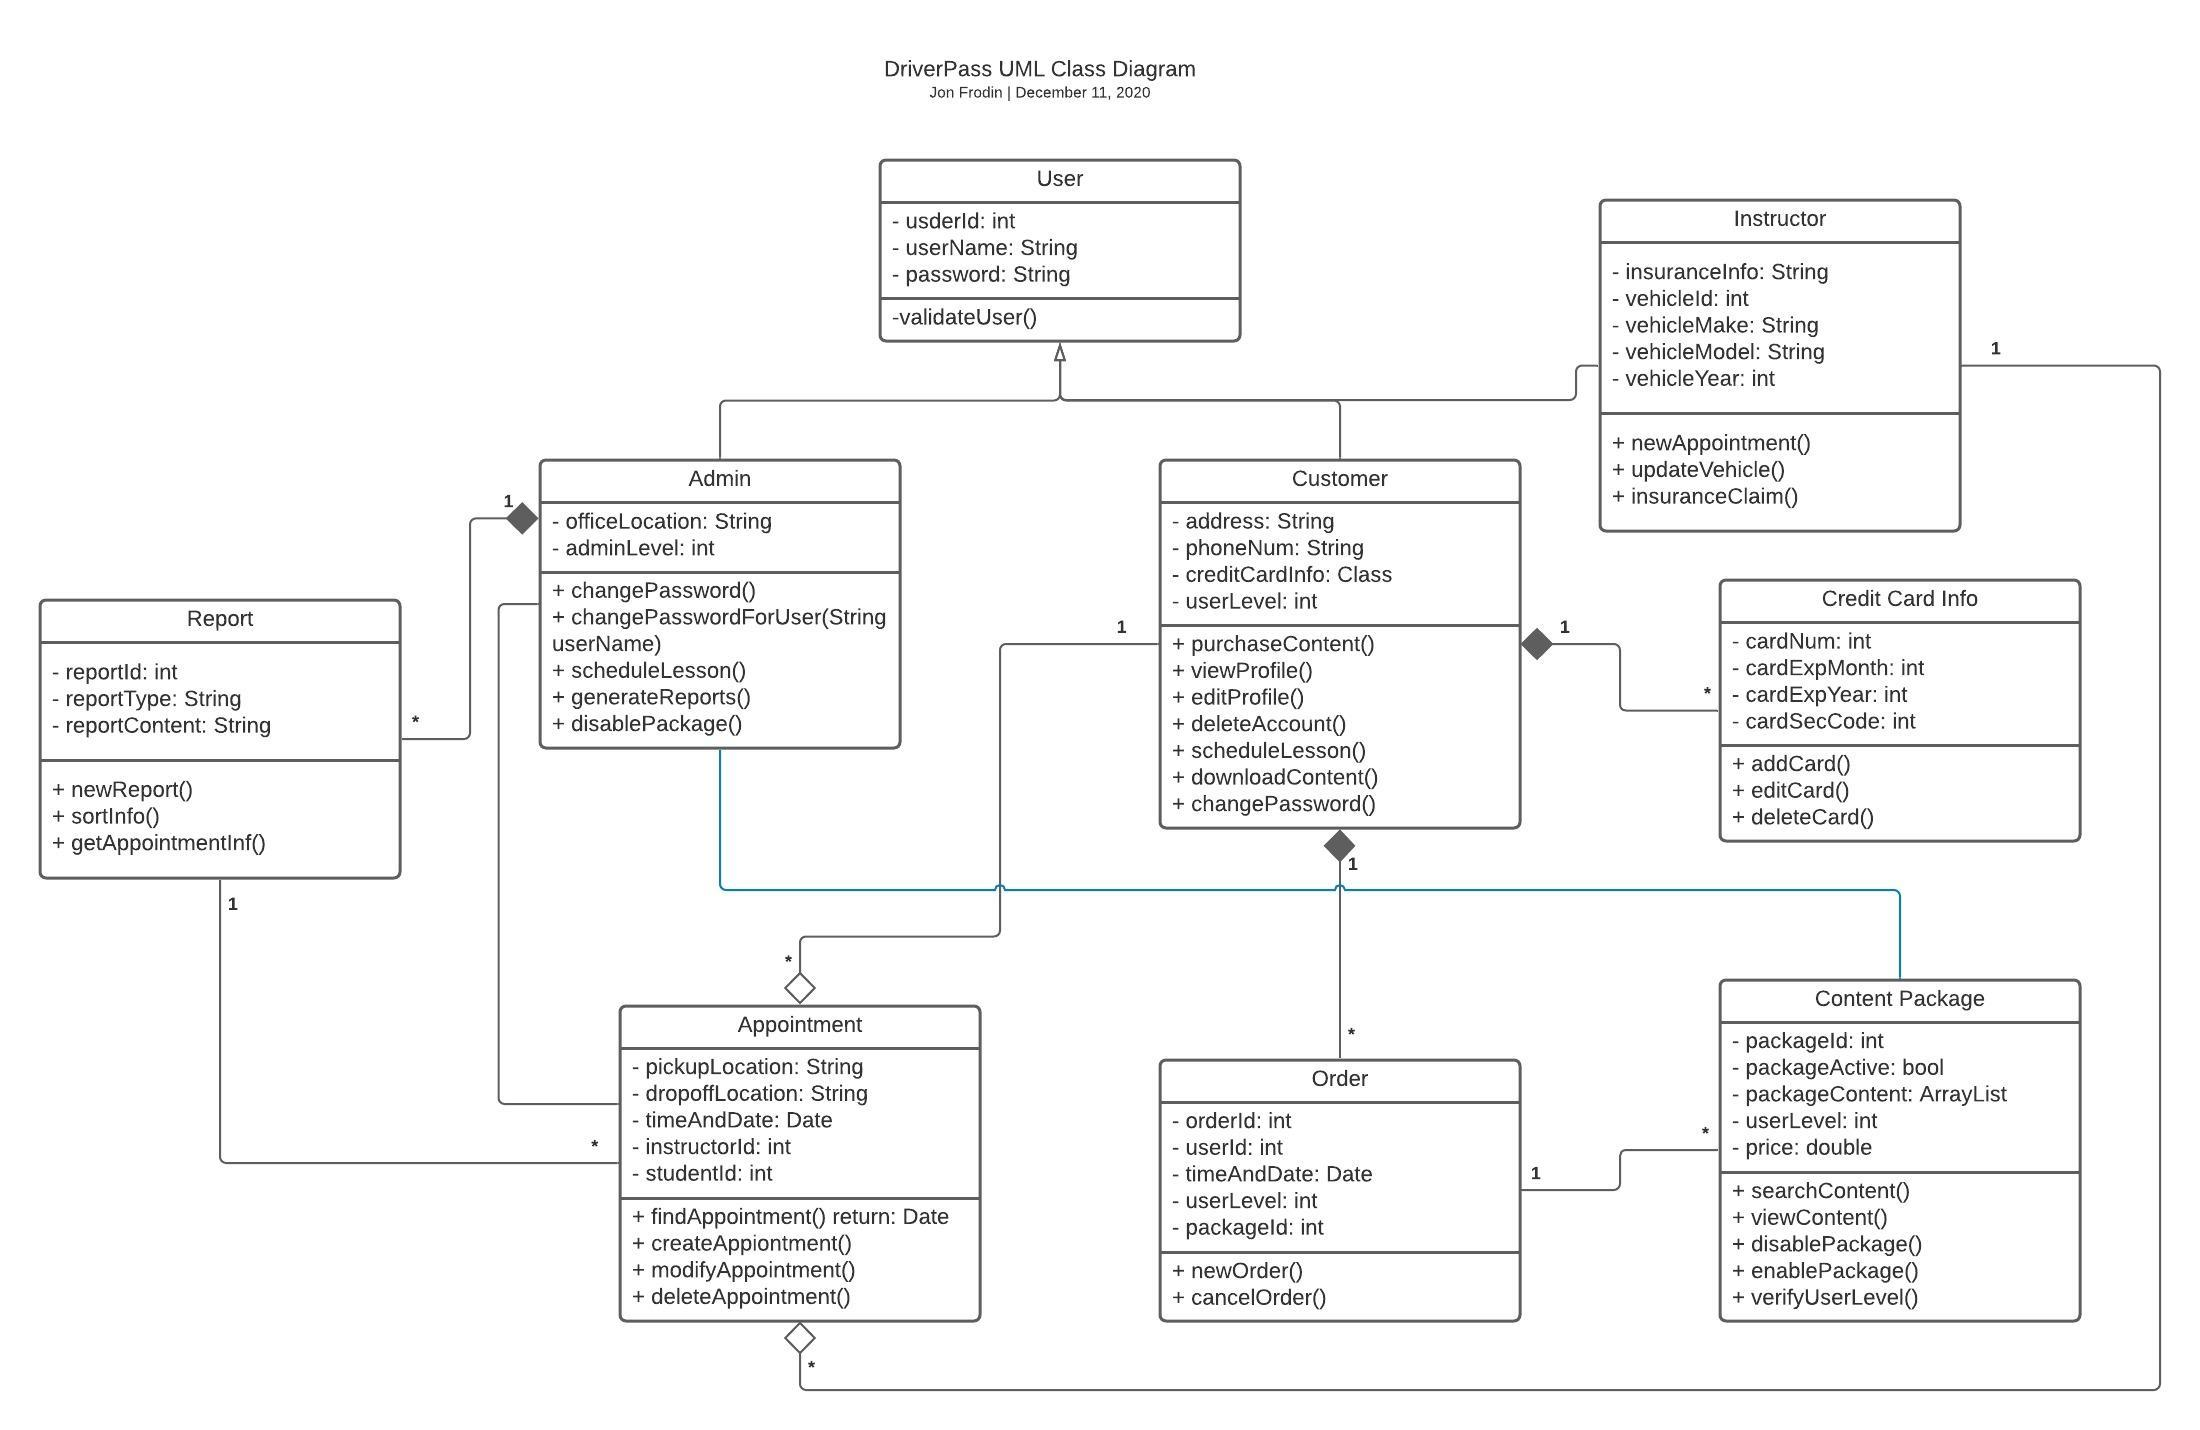 DriverPass UML Class Diagram
Jon Frodin | December 11, 2020
User
- usderId: int
- userName: String
- password: String
-validateUser()
Instructor
- insuranceInfo: String
- vehicleId: int
- vehicleMake: String
- vehicleModel: String
- vehicleYear: int
+ newAppointment()
+ updateVehicle()
+ insuranceClaim()
1
Admin
- officeLocation: String
- adminLevel: int
+ changePassword()
+ changePasswordForUser(String
userName)
+ scheduleLesson()
+ generateReports()
+ disablePackage()
1
*
Customer
- address: String
- phoneNum: String
- creditCardInfo: Class
- userLevel: int
+ purchaseContent()
+ viewProfile()
+ editProfile()
+ deleteAccount()
+ scheduleLesson()
+ downloadContent()
+ changePassword()
1
1
*
1
Credit Card Info
- cardNum: int
- cardExpMonth: int
- cardExpYear: int
- cardSecCode: int
+ addCard()
+ editCard()
+ deleteCard()
Report
- reportId: int
- reportType: String
- reportContent: String
+ newReport()
+ sortInfo()
+ getAppointmentInf()
1
*
*
Appointment
- pickupLocation: String
- dropoffLocation: String
- timeAndDate: Date
- instructorId: int
- studentId: int
+ findAppointment() return: Date
+ createAppiontment()
+ modifyAppointment()
+ deleteAppointment()
*
*
Order
- orderId: int
- userId: int
- timeAndDate: Date
- userLevel: int
- packageId: int
+ newOrder()
+ cancelOrder()
1
*
Content Package
- packageId: int
- packageActive: bool
- packageContent: ArrayList
- userLevel: int
- price: double
+ searchContent()
+ viewContent()
+ disablePackage()
+ enablePackage()
+ verifyUserLevel()